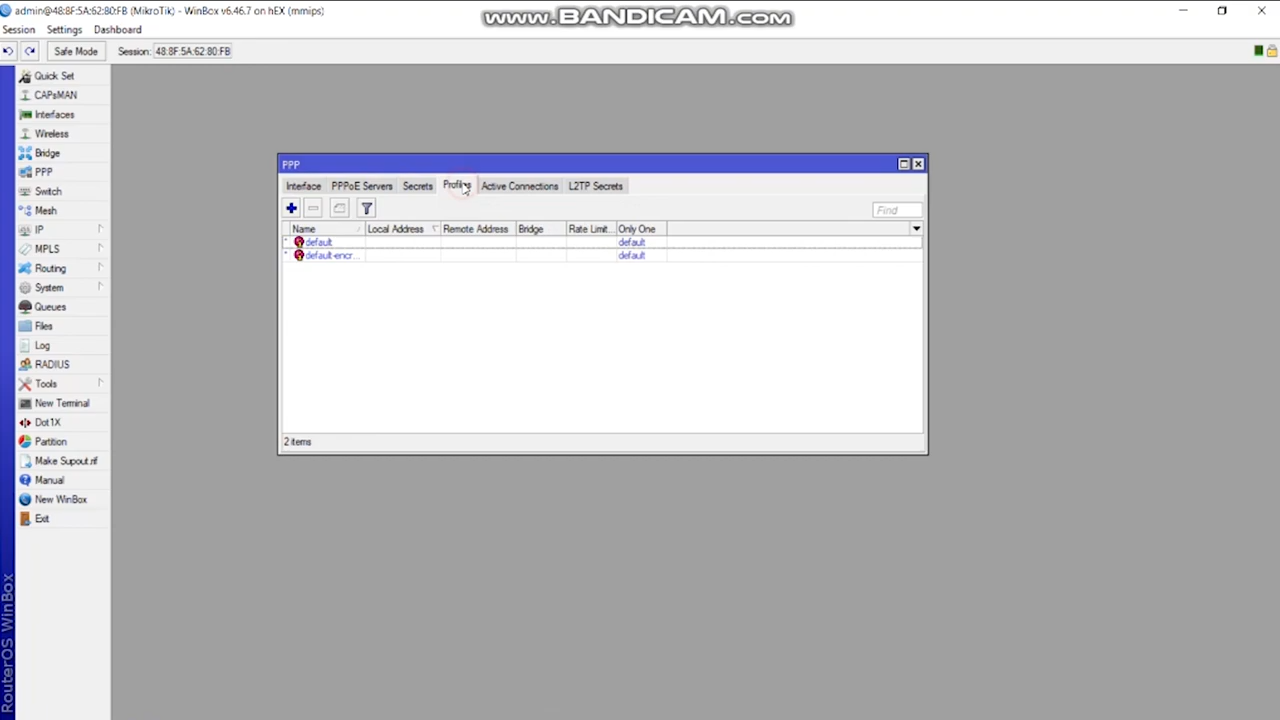 admin@48:8F:5A:62:80:FB (MikroTik) - WinBox v6.46.7 on hEX (mmips)
www.BANDICAM.com
Session Settings Dashboard
Safe Mode Session: 48:8F:5A:62:80:FB
Quick Set
CAPsMAN
Interfaces
Wireless
Bridge
PPP
Switch
Mesh
IP
MPLS
Routing
System
Queues
Files
Log
RADIUS
Tools
New Terminal
Dot1X
Partition
Make Supout.rif
Manual
New WinBox
Exit
RouterOS WinBox
PPP
Interface PPPoE Servers Secrets Profiles Active Connections L2TP Secrets
Find
Name Local Address Remote Address Bridge Rate Limit... Only One
* default default
* default-encr... default
2 items